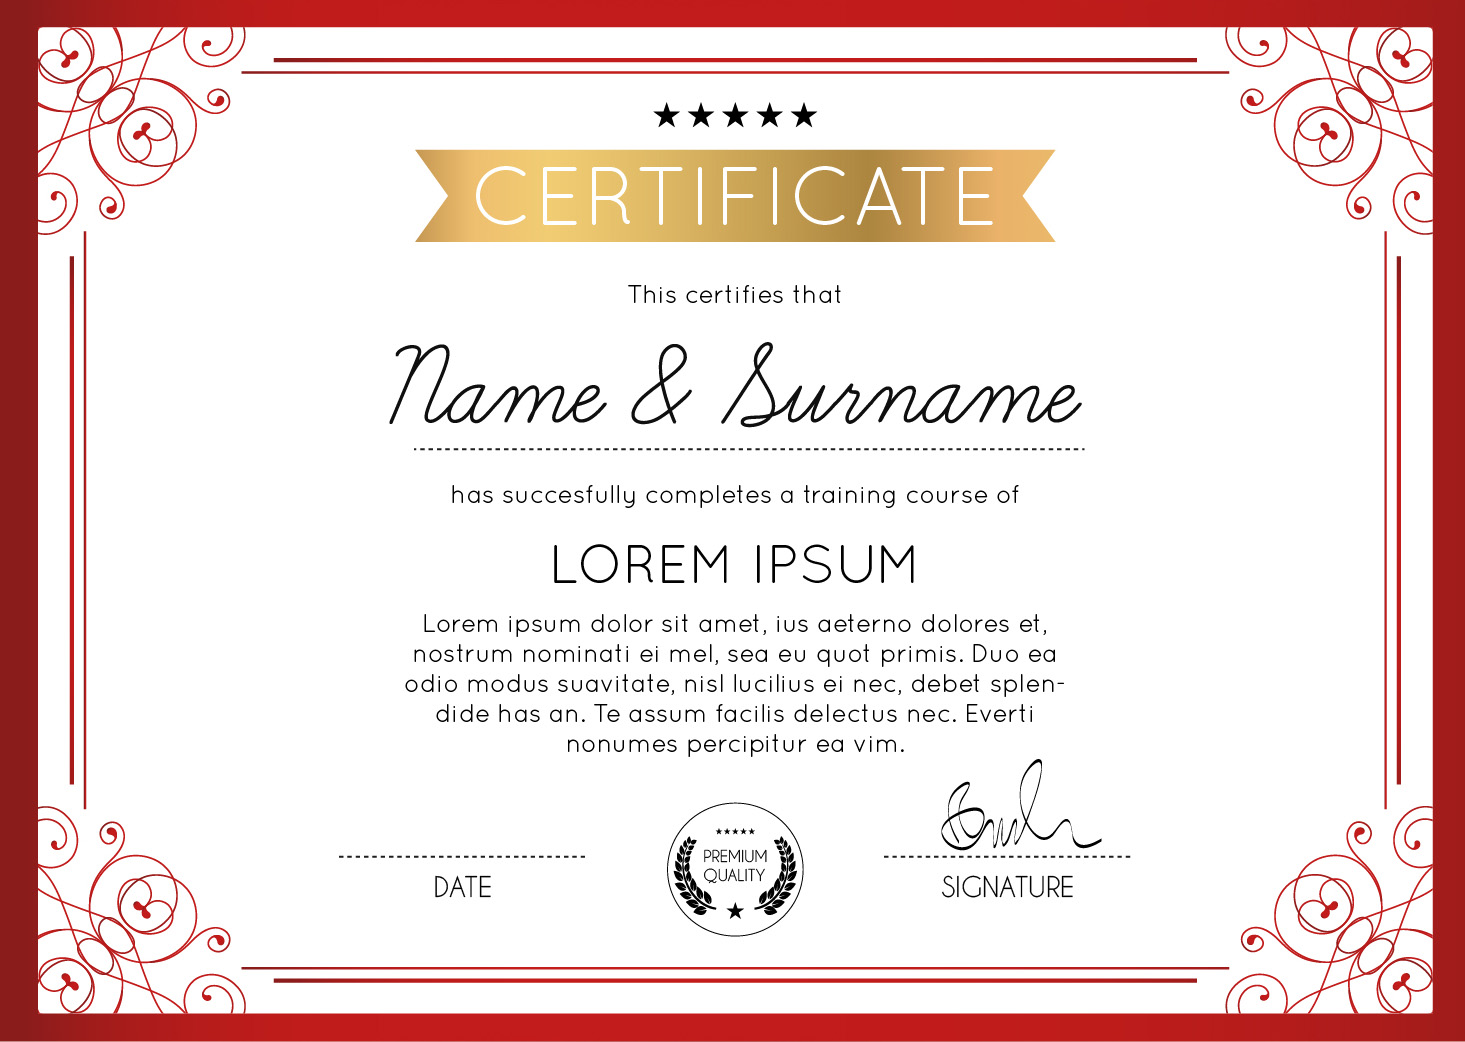 CERTIFICATE
This certifies that
Name & Surname
has succesfully completes a training course of
LOREM IPSUM
Lorem ipsum dolor sit amet, ius aeterno dolores et,
nostrum nominati ei mel, sea eu quot primis. Duo ea
odio modus suavitate, nisl lucilius ei nec, debet splen-
dide has an. Te assum facilis delectus nec. Everti
nonumes percipitur ea vim.
DATE
PREMIUM
QUALITY
SIGNATURE